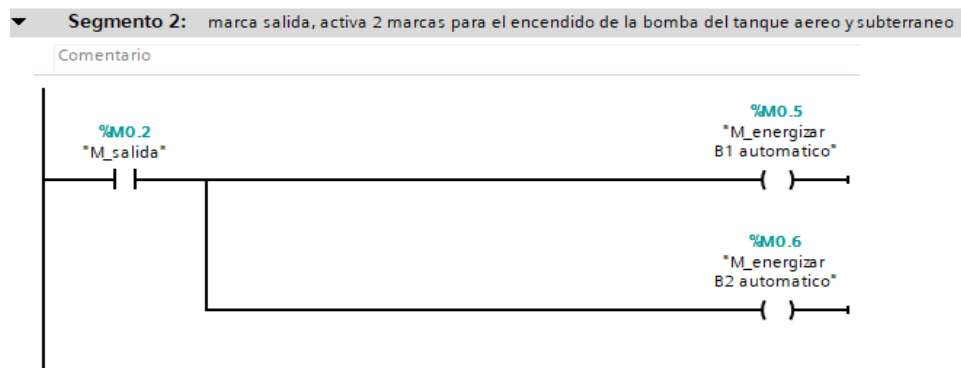 Segmento 2: marca salida, activa 2 marcas para el encendido de la bomba del tanque aereo y subterraneo
Comentario
%M0.2
"M_salida"
%M0.5
"M_energizar
B1 automatico"
%M0.6
"M_energizar
B2 automatico"